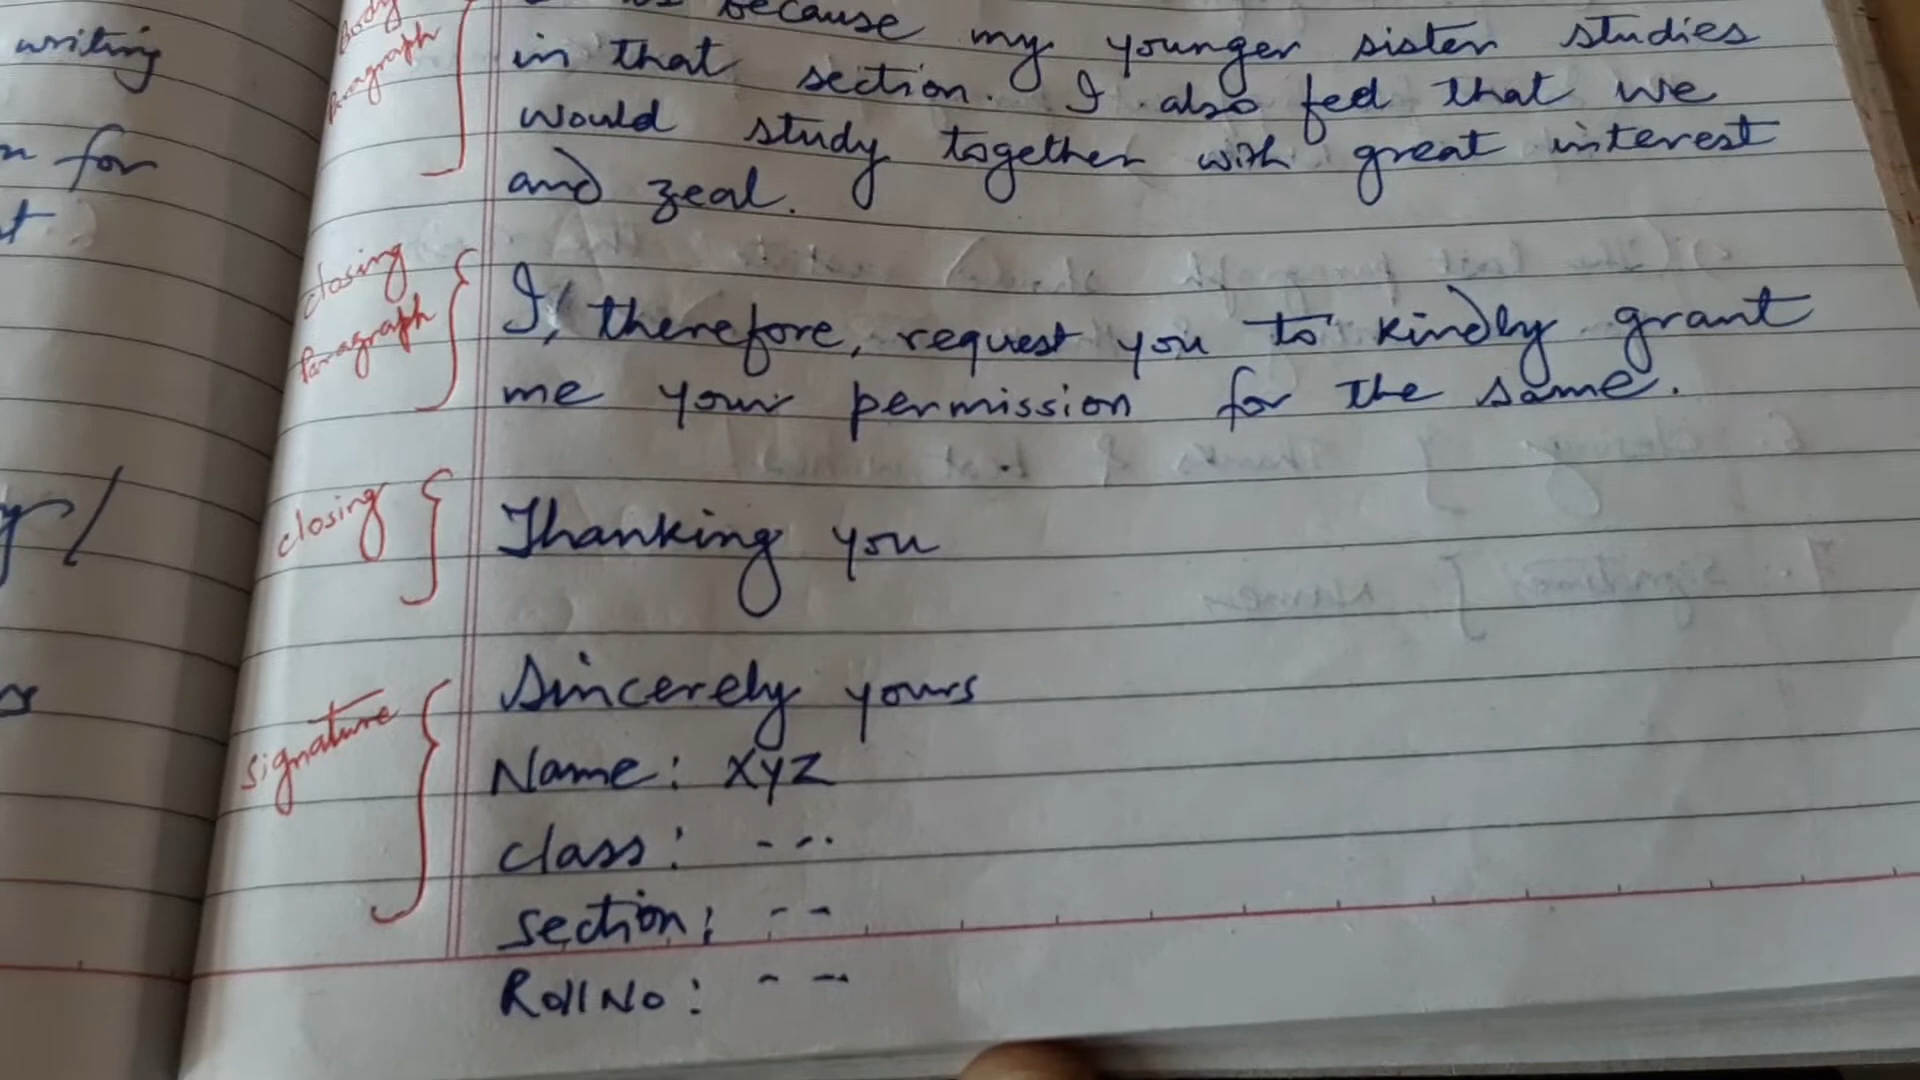 writing
for
Body
Paragraph
because my younger sister studies
in that section. I also feel that we
would study together with great interest
and zeal.
closing
Paragraph
I, therefore, request you to kindly grant
me your permission for the same.
closing
Thanking you
signature
Sincerely yours
Name: XYZ
class: ---
section: --
Roll No: --